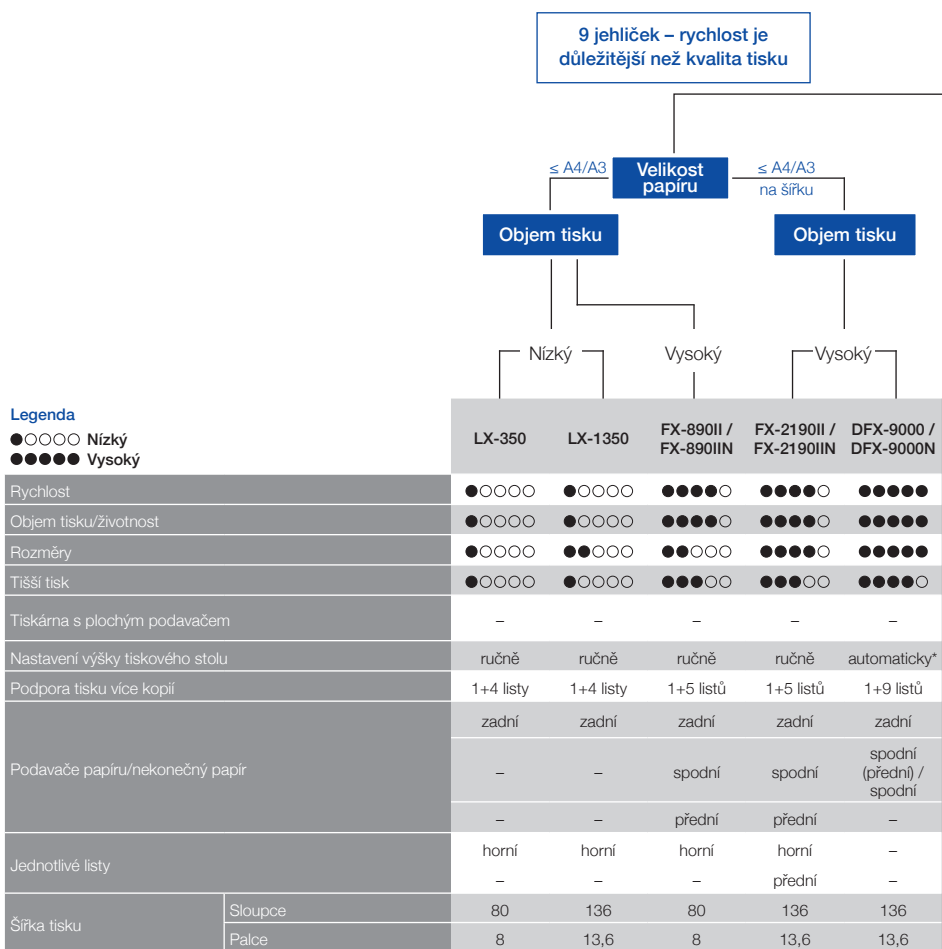 9 jehliček – rychlost je
důležitější než kvalita tisku
≤ A4/A3
Velikost
papíru
≤ A4/A3
na šířku
Objem tisku
Objem tisku
Nízký
Vysoký
Vysoký
Legenda
●○○○○ Nízký
●●●●● Vysoký
LX-350
LX-1350
FX-890II /
FX-890IIN
FX-2190II /
FX-2190IIN
DFX-9000 /
DFX-9000N
Rychlost ●○○○○ ●○○○○ ●●●●○ ●●●●○ ●●●●●
Objem tisku/životnost ●○○○○ ●○○○○ ●●●●○ ●●●●○ ●●●●●
Rozměry ●○○○○ ●●○○○ ●●○○○ ●●●●○ ●●●●●
Tišší tisk ●○○○○ ●○○○○ ●●●○○ ●●●○○ ●●●●○
Tiskárna s plochým podavačem – – – – –
Nastavení výšky tiskového stolu ručně ručně ručně ručně automaticky*
Podpora tisku více kopií 1+4 listy 1+4 listy 1+5 listů 1+5 listů 1+9 listů
Podavače papíru/nekonečný papír
zadní zadní zadní zadní zadní
– – spodní spodní spodní
(přední) /
spodní
– – přední přední –
Jednotlivé listy
horní horní horní horní –
– – – přední –
Šířka tisku
Sloupce 80 136 80 136 136
Palce 8 13,6 8 13,6 13,6